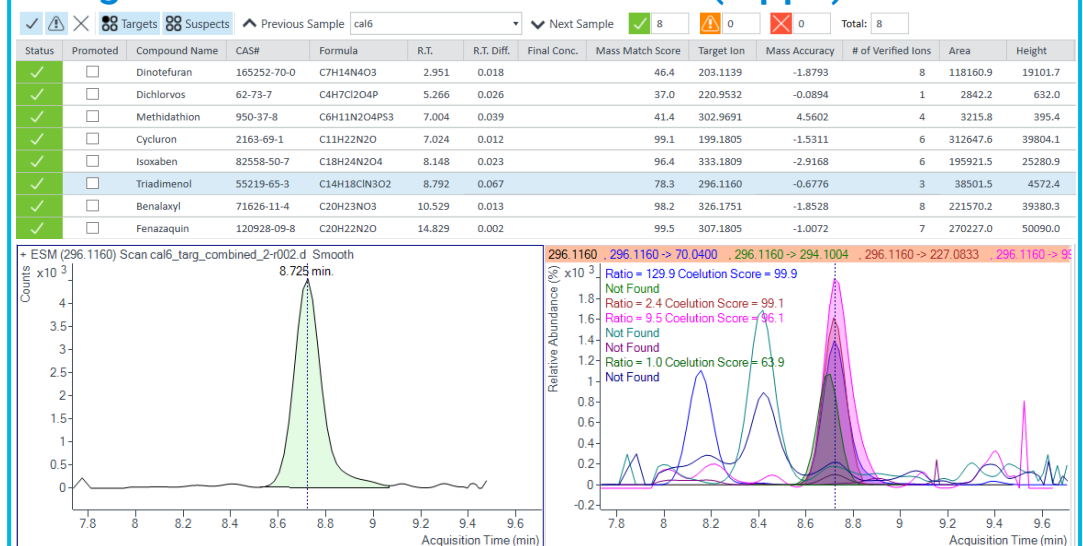 Targets Suspects Previous Sample cal6 Next Sample 8 0 0 Total: 8
Status Promoted Compound Name CAS# Formula R.T. R.T. Diff. Final Conc. Mass Match Score Target Ion Mass Accuracy # of Verified Ions Area Height
Dinotefuran 165252-70-0 C7H14N4O3 2.951 0.018 46.4 203.1139 -1.8793 8 118160.9 19101.7
Dichlorvos 62-73-7 C4H7Cl2O4P 5.266 0.026 37.0 220.9532 -0.0894 1 2842.2 632.0
Methidathion 950-37-8 C6H11N2O4PS3 7.004 0.039 41.4 302.9691 4.5602 4 3215.8 395.4
Cycluron 2163-69-1 C11H22N2O 7.024 0.012 99.1 199.1805 -1.5311 6 312647.6 39804.1
Isoxaben 82558-50-7 C18H24N2O4 8.148 0.023 96.4 333.1809 -2.9168 6 195921.5 25280.9
Triadimenol 55219-65-3 C14H18ClN3O2 8.792 0.067 78.3 296.1160 -0.6776 3 38501.5 4572.4
Benalaxyl 71626-11-4 C20H23NO3 10.529 0.013 98.2 326.1751 -1.8528 8 221570.2 39380.3
Fenazaquin 120928-09-8 C20H22N2O 14.829 0.002 99.5 307.1805 -1.0072 7 270227.0 50090.0
+ ESM (296.1160) Scan cal6_targ_combined_2-r002.d Smooth
x10 3
8.725 min.
Counts
4-
3.5-
3-
2.5-
2-
1.5-
1-
0.5-
0-
7.8 8 8.2 8.4 8.6 8.8 9 9.2 9.4 9.6
Acquisition Time (min)
296.1160 , 296.1160 -> 70.0400 , 296.1160 -> 294.1004 , 296.1160 -> 227.0833 , 296.1160 -> 99
x10 3
Relative Abundance (%)
Ratio = 129.9 Coelution Score = 99.9
Not Found
Ratio = 2.4 Coelution Score = 99.1
Ratio = 9.5 Coelution Score = 96.1
Not Found
Not Found
Ratio = 1.0 Coelution Score = 63.9
Not Found
1.8-
1.6-
1.4-
1.2-
1-
0.8-
0.6-
0.4-
0.2-
0-
-0.2-
7.8 8 8.2 8.4 8.6 8.8 9 9.2 9.4 9.6
Acquisition Time (min)